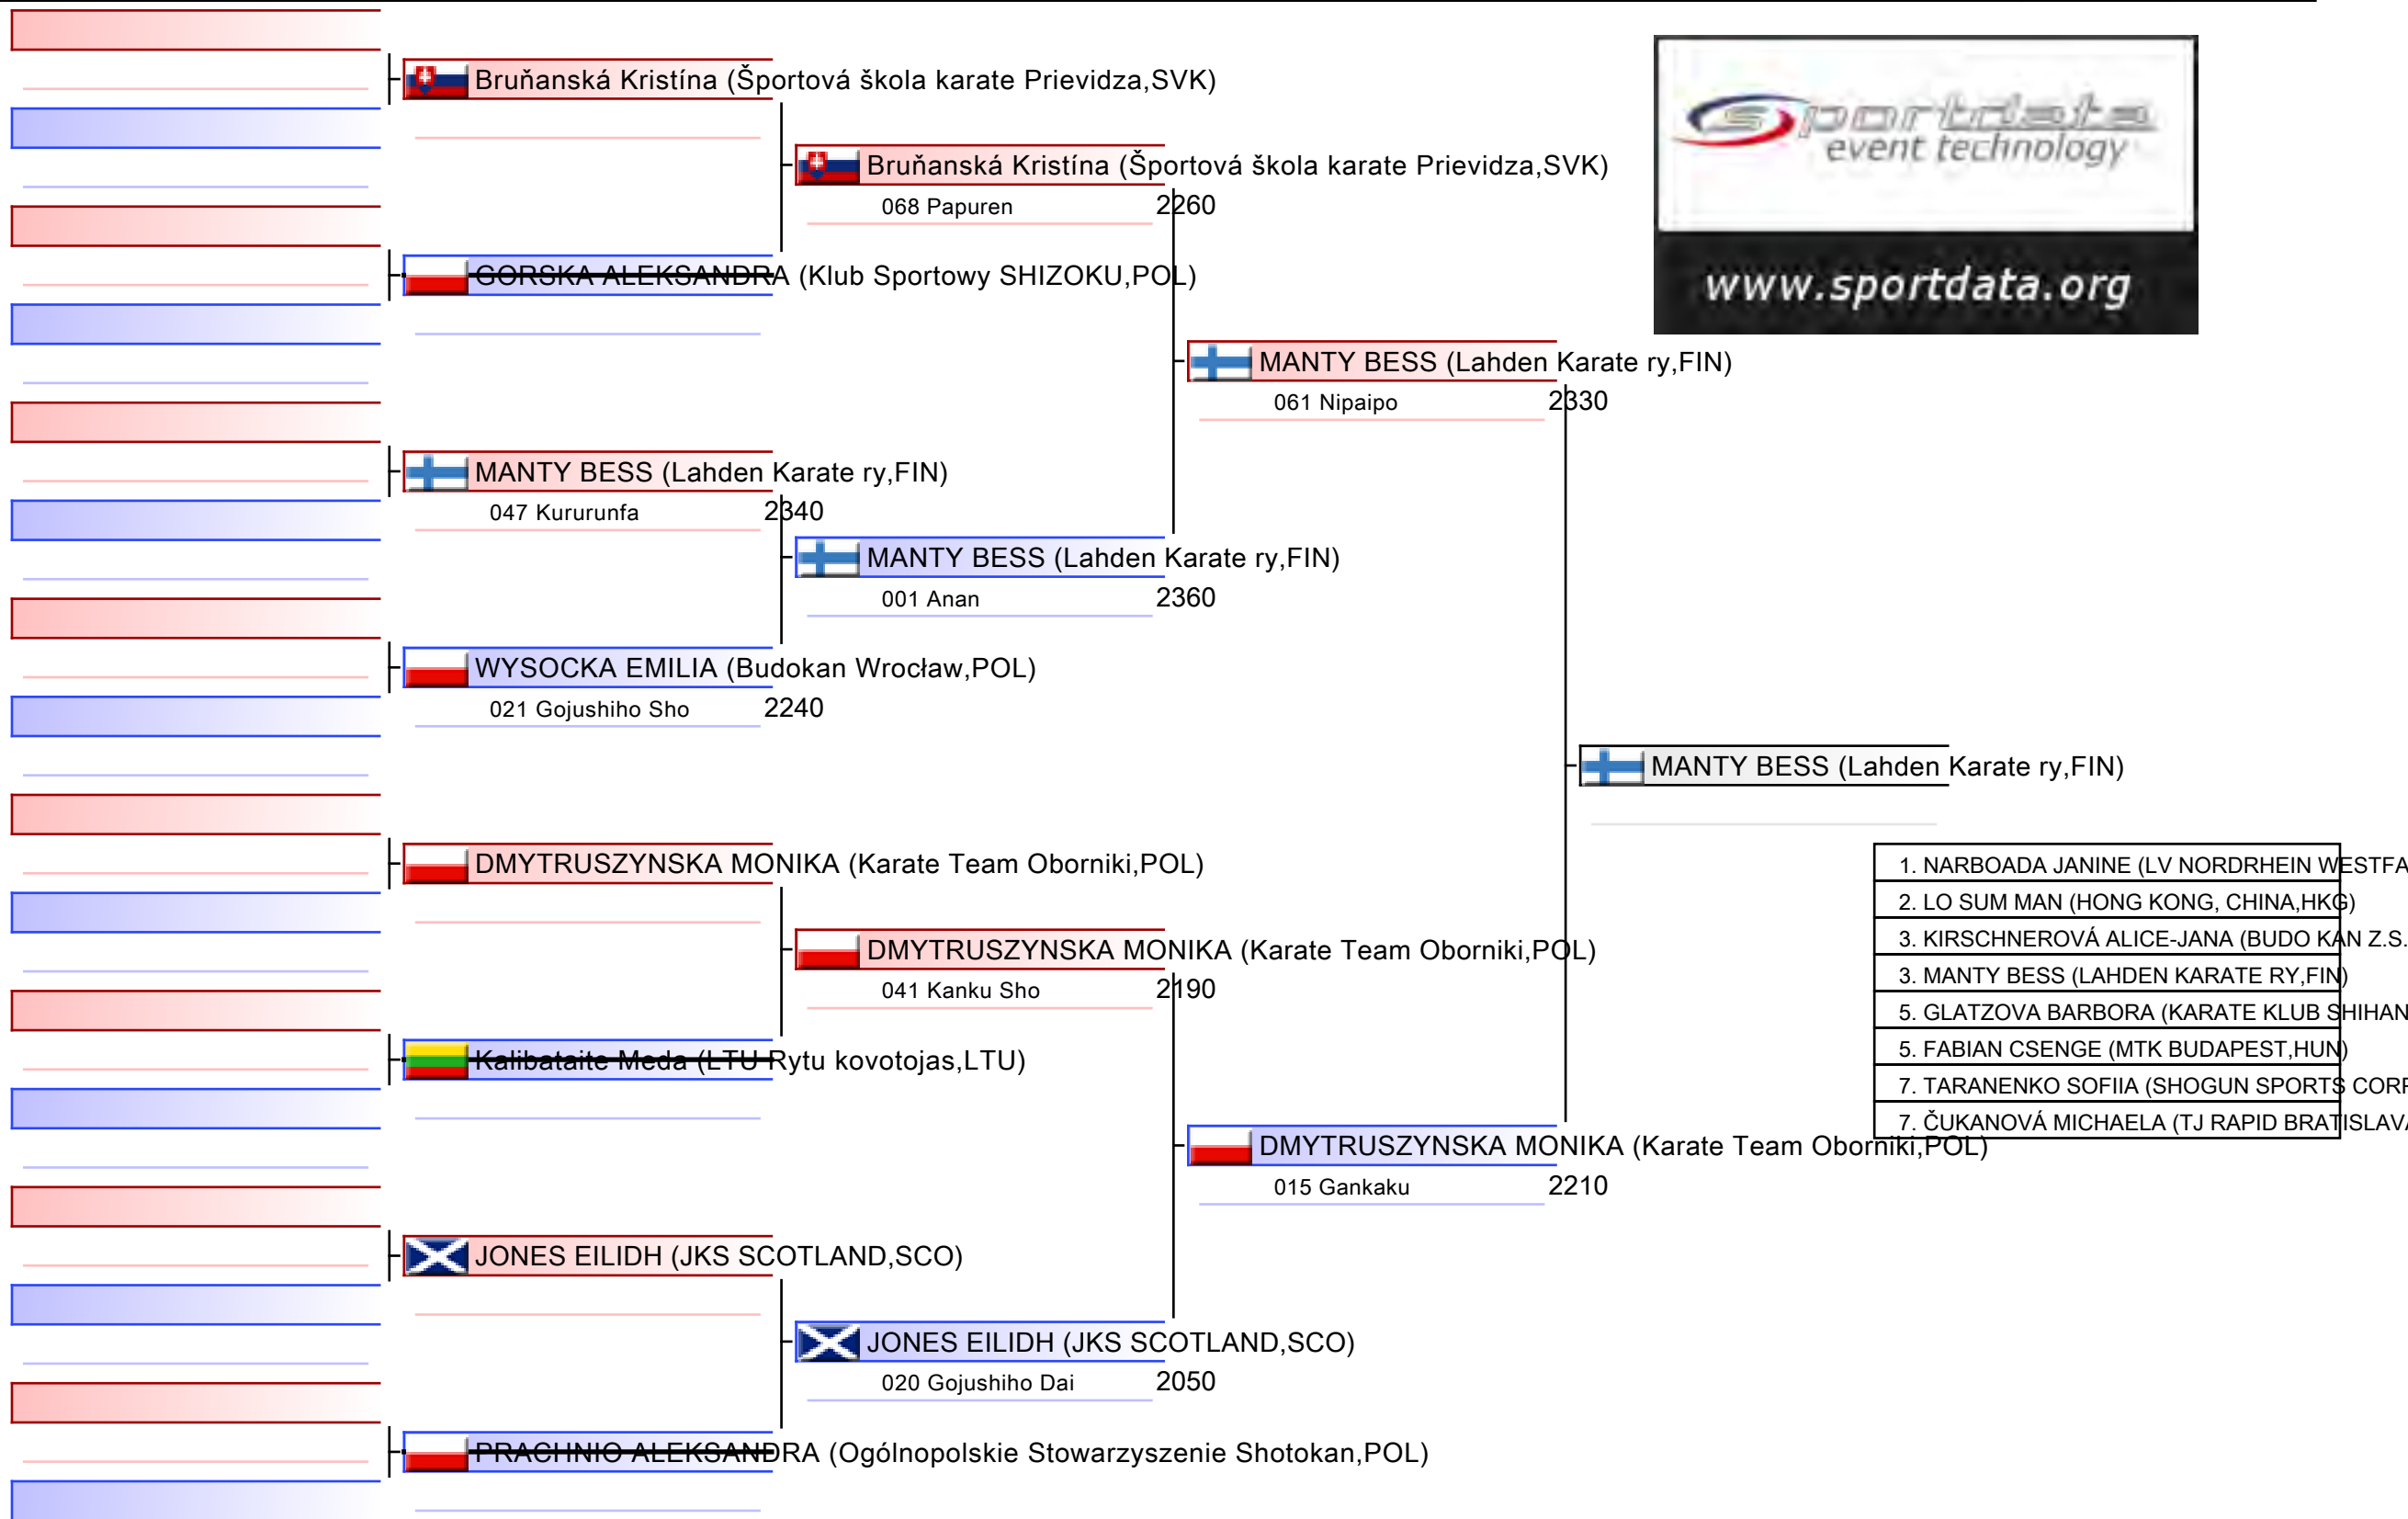 Bruňanská Kristína (Športová škola karate Prievidza,SVK)
sportdata
event technology
www.sportdata.org
Bruňanská Kristína (Športová škola karate Prievidza,SVK)
068 Papuren 2260
GORSKA ALEKSANDRA (Klub Sportowy SHIZOKU,POL)
MANTY BESS (Lahden Karate ry,FIN)
061 Nipaipo 2330
MANTY BESS (Lahden Karate ry,FIN)
047 Kururunfa 2340
MANTY BESS (Lahden Karate ry,FIN)
001 Anan 2360
WYSOCKA EMILIA (Budokan Wrocław,POL)
021 Gojushiho Sho 2240
MANTY BESS (Lahden Karate ry,FIN)
DMYTRUSZYNSKA MONIKA (Karate Team Oborniki,POL)
DMYTRUSZYNSKA MONIKA (Karate Team Oborniki,POL)
041 Kanku Sho 2190
Kalibataite Meda (LTU Rytu kovotojas,LTU)
DMYTRUSZYNSKA MONIKA (Karate Team Oborniki,POL)
015 Gankaku 2210
JONES EILIDH (JKS SCOTLAND,SCO)
JONES EILIDH (JKS SCOTLAND,SCO)
020 Gojushiho Dai 2050
PRACHNIO ALEKSANDRA (Ogólnopolskie Stowarzyszenie Shotokan,POL)
1. NARBOADA JANINE (LV NORDRHEIN WESTFA
2. LO SUM MAN (HONG KONG, CHINA,HKG)
3. KIRSCHNEROVÁ ALICE-JANA (BUDO KAN Z.S.
3. MANTY BESS (LAHDEN KARATE RY,FIN)
5. GLATZOVA BARBORA (KARATE KLUB SHIHAN
5. FABIAN CSENGE (MTK BUDAPEST,HUN)
7. TARANENKO SOFIIA (SHOGUN SPORTS COR
7. ČUKANOVÁ MICHAELA (TJ RAPID BRATISLAV